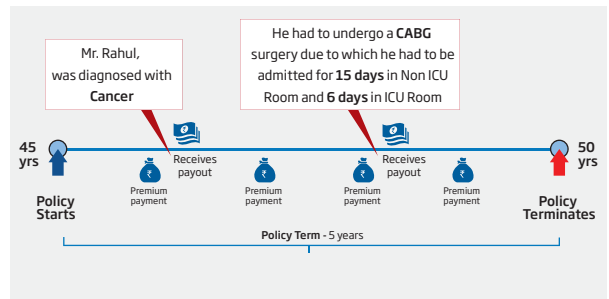 Mr. Rahul,
was diagnosed with
Cancer
He had to undergo a CABG
surgery due to which he had to be
admitted for 15 days in Non ICU
Room and 6 days in ICU Room
45
yrs
50
yrs
Receives
payout
Receives
payout
₹
₹
₹
₹
₹
₹
Premium
payment
Premium
payment
Premium
payment
Premium
payment
Policy
Starts
Policy
Terminates
Policy Term - 5 years